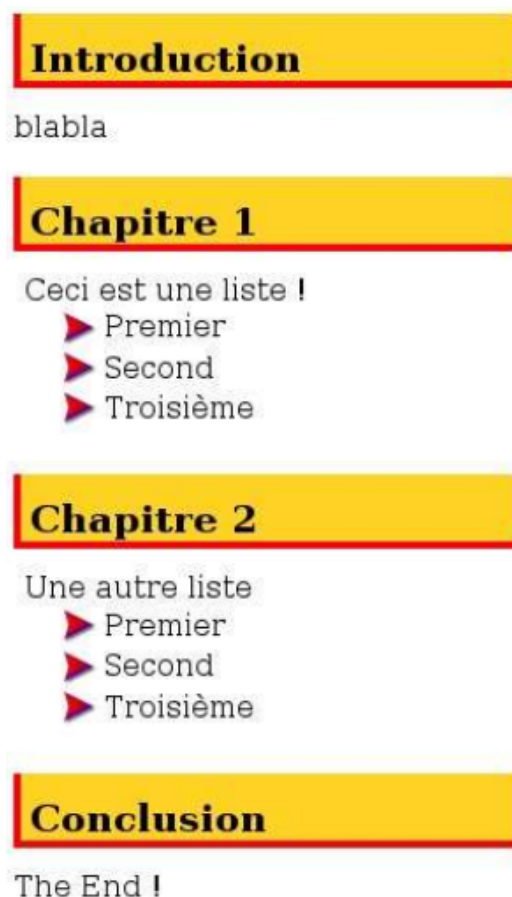 Introduction
blabla
Chapitre 1
Ceci est une liste !
Premier
Second
Troisième
Chapitre 2
Une autre liste
Premier
Second
Troisième
Conclusion
The End !